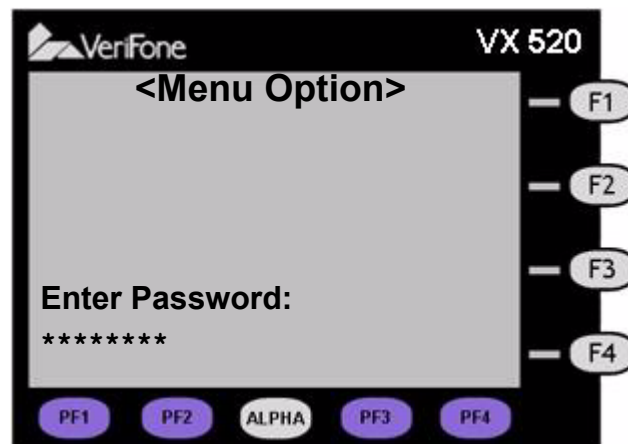 VeriFone VX 520
<Menu Option>
F1
F2
F3
Enter Password:
********
F4
PF1 PF2 ALPHA PF3 PF4